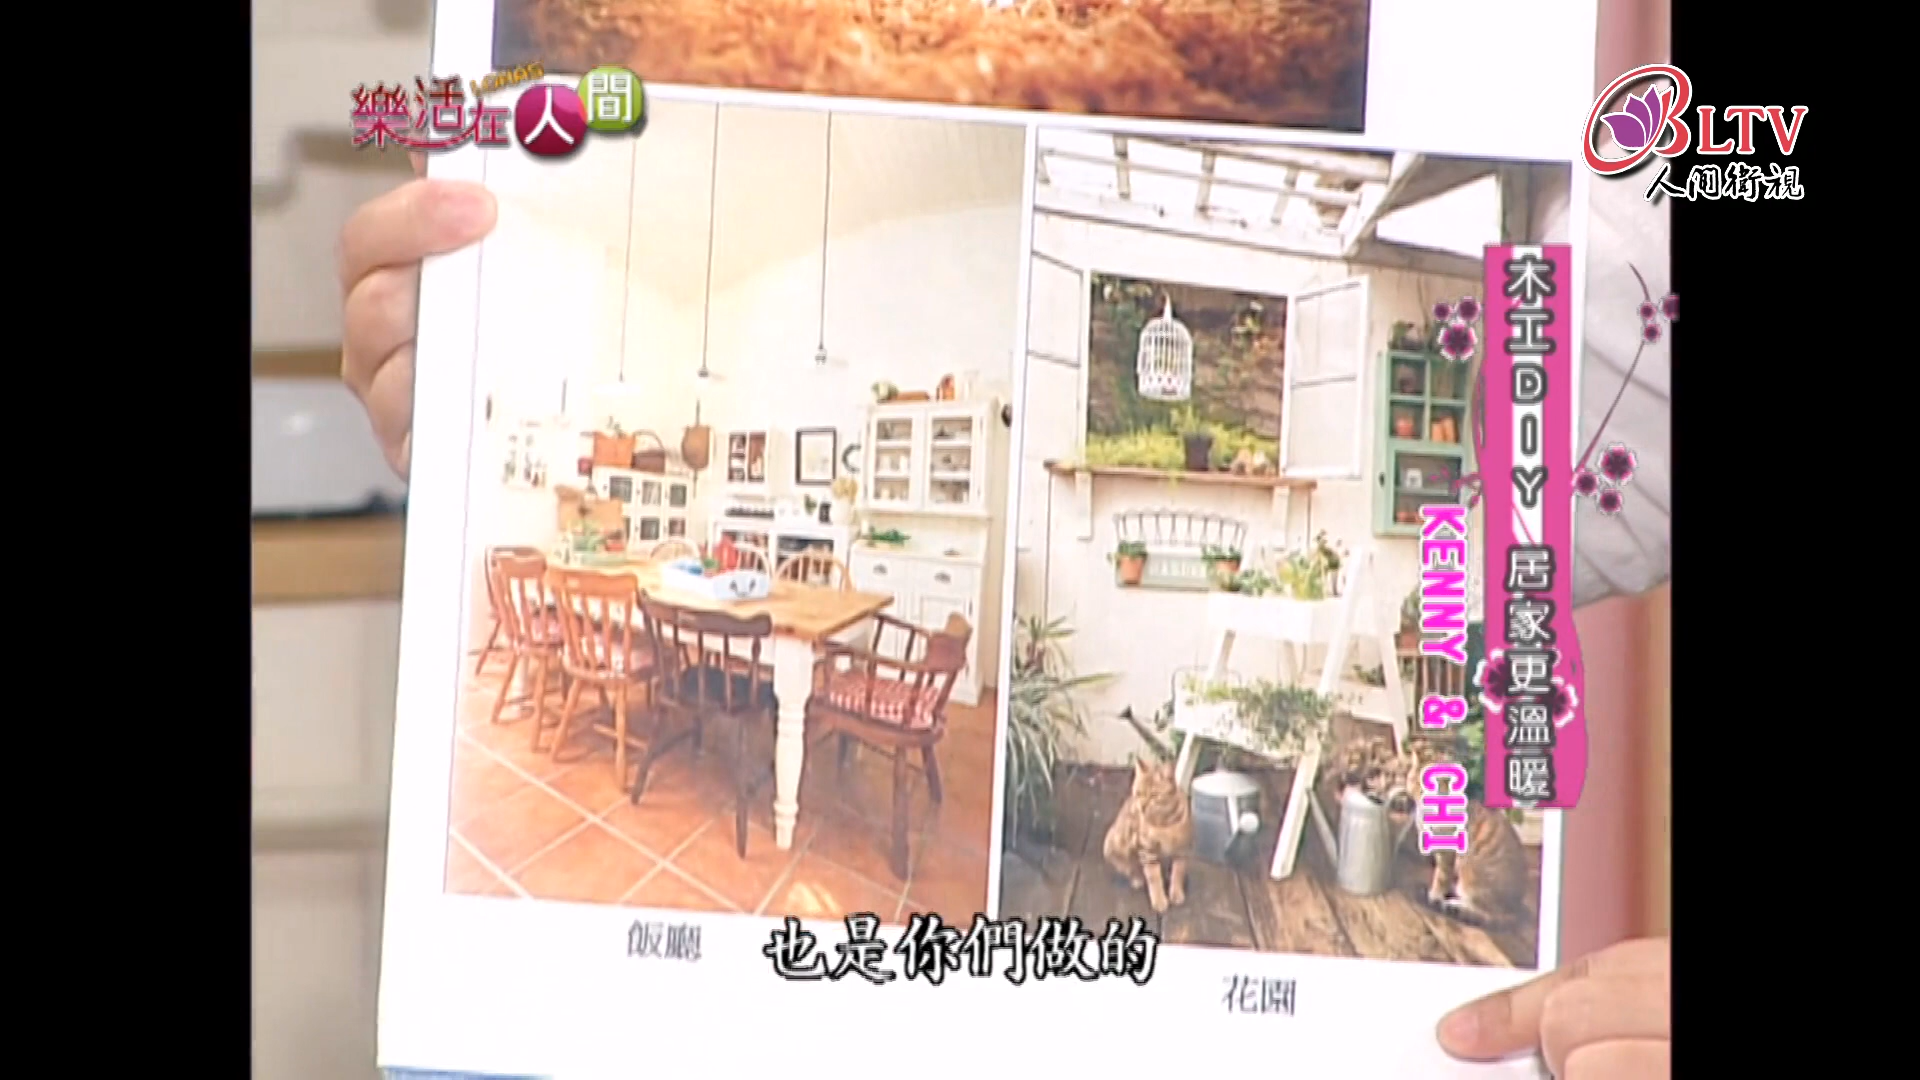 LOHAS
樂活在人間
BLTV
人間衛視
木工DIY 居家更溫暖
KENNY & CHI
飯廳
也是你們做的
花園